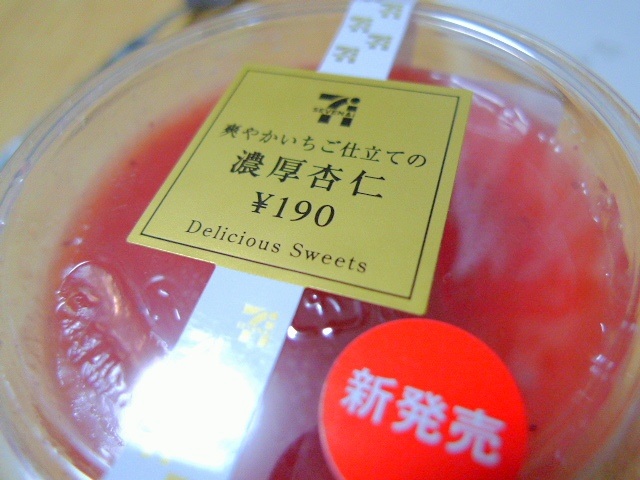 SEVEN&i
爽やかいちご仕立ての
濃厚杏仁
¥190
Delicious Sweets
新発売